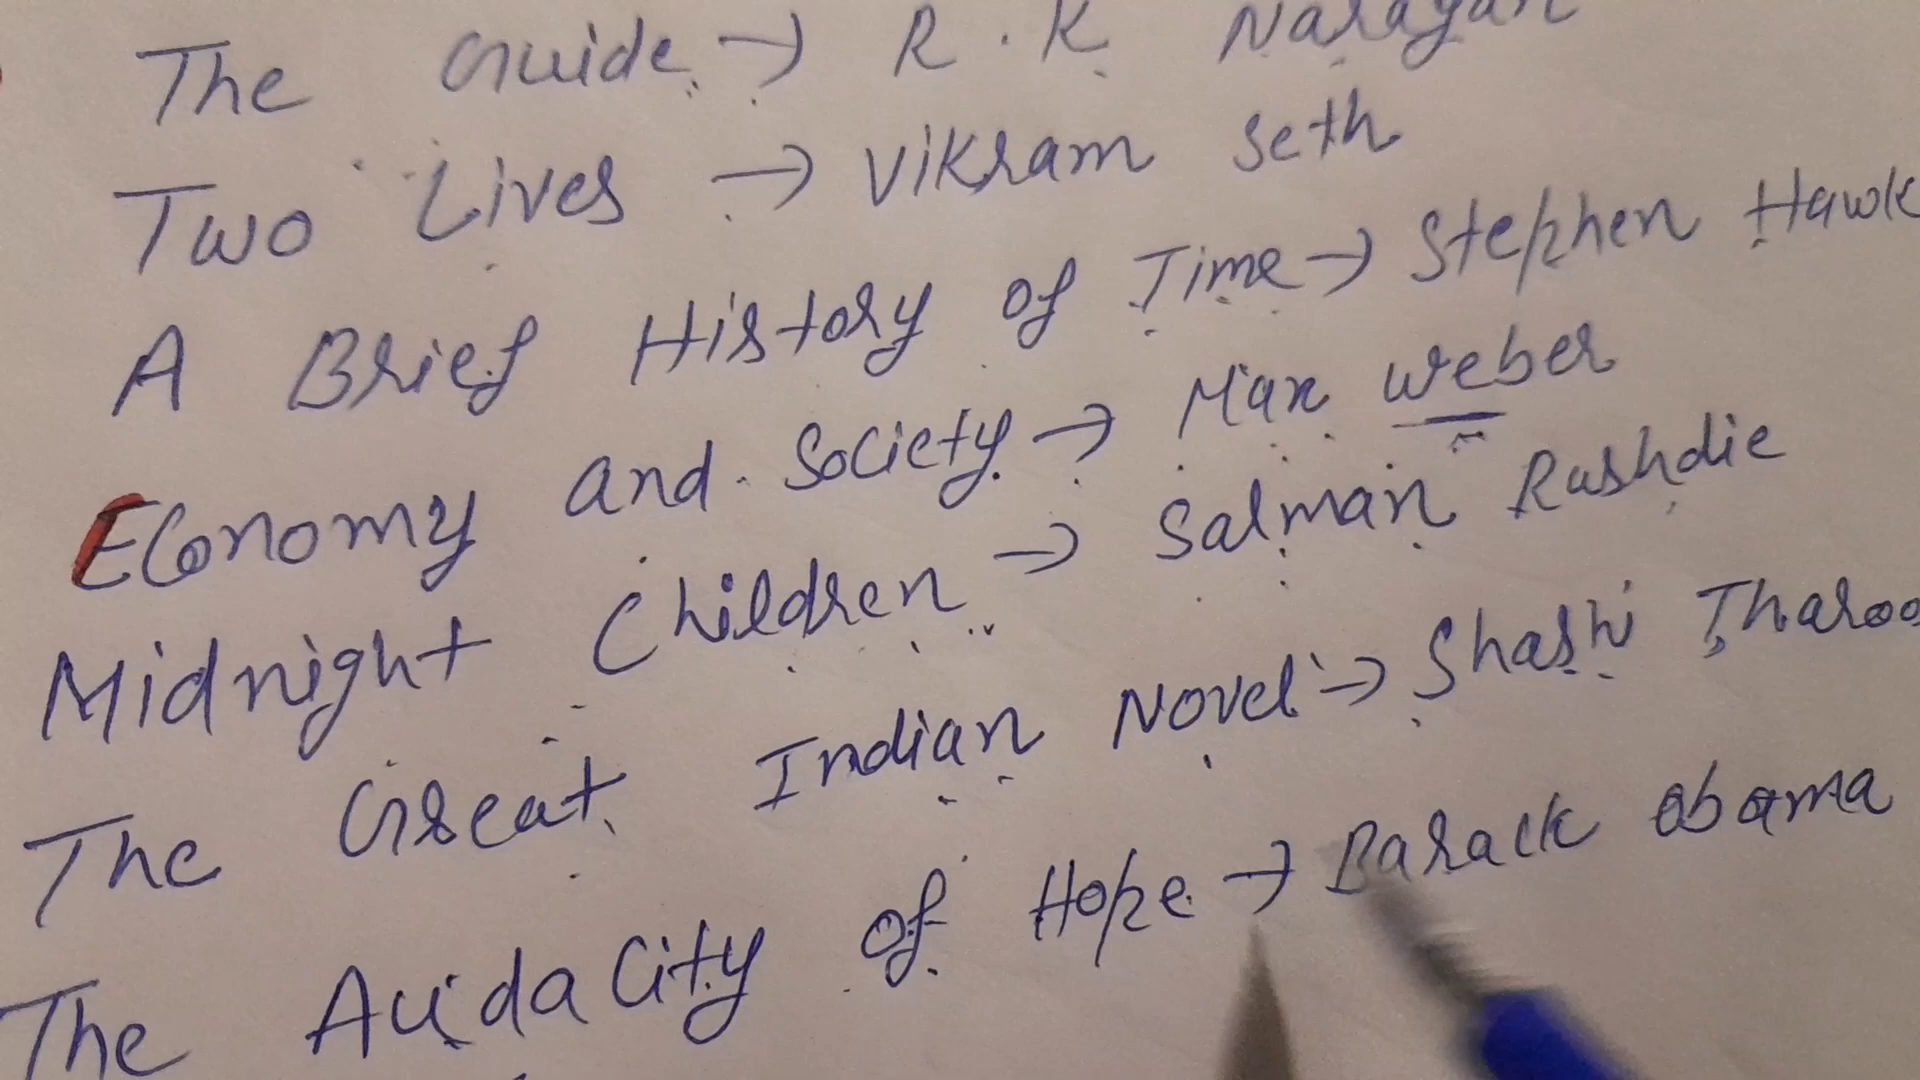 The Guide → R. K Narayan
Two Lives → Vikram Seth
A Brief History of Time → Stephen Hawk
Economy and Society → Max Weber
Midnight Children → Salman Rushdie
The Great Indian Novel → Shashi Tharoo
The Audacity of Hope → Barack Obama